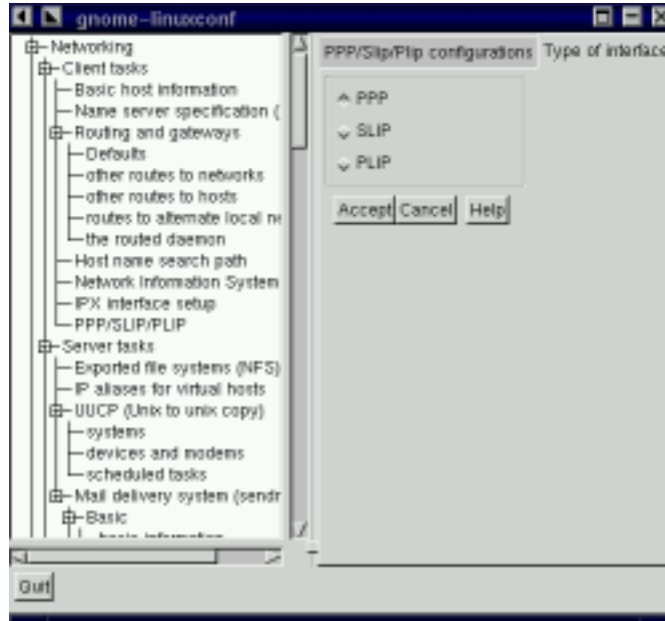 gnome-linuxconf
Networking
Client tasks
Basic host information
Name server specification (
Routing and gateways
Defaults
other routes to networks
other routes to hosts
routes to alternate local ne
the routed daemon
Host name search path
Network Information System
IPX interface setup
PPP/SLIP/PLIP
Server tasks
Exported file systems (NFS)
IP aliases for virtual hosts
UUCP (Unix to unix copy)
systems
devices and modems
scheduled tasks
Mail delivery system (sendr
Basic
basic information
PPP/Slip/Plip configurations Type of interface
PPP
SLIP
PLIP
Accept Cancel Help
Quit